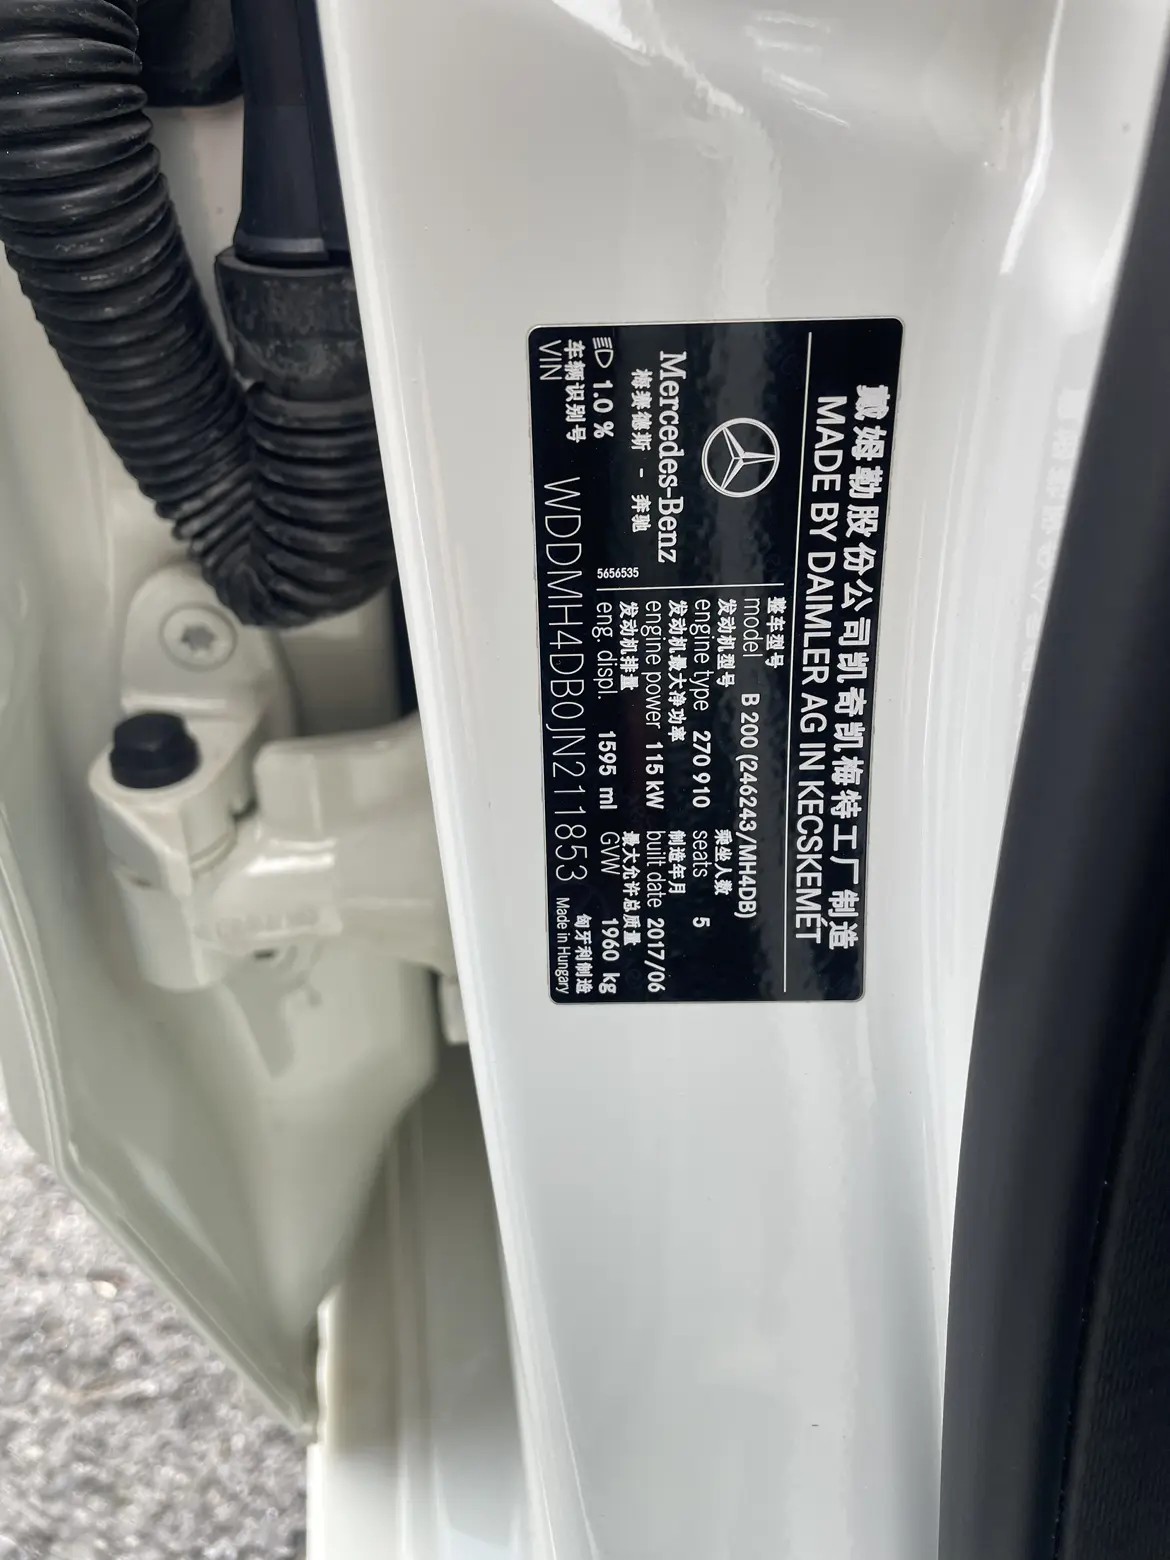 戴姆勒股份公司凯奇凯梅特工厂制造
MADE BY DAIMLER AG IN KECSKEMÉT
Mercedes-Benz
梅赛德斯 - 奔驰
1.0 %
5656535
整车型号
model B 200 (246243/MH4DB)
发动机型号 乘坐人数
engine type 270 910 seats 5
发动机最大净功率 制造年月
engine power 115 kW built date 2017/06
发动机排量 最大允许总质量
eng. displ. 1595 ml GVW 1960 kg
车辆识别号 匈牙利制造
VIN WDDMH4DB0JN211853 Made in Hungary